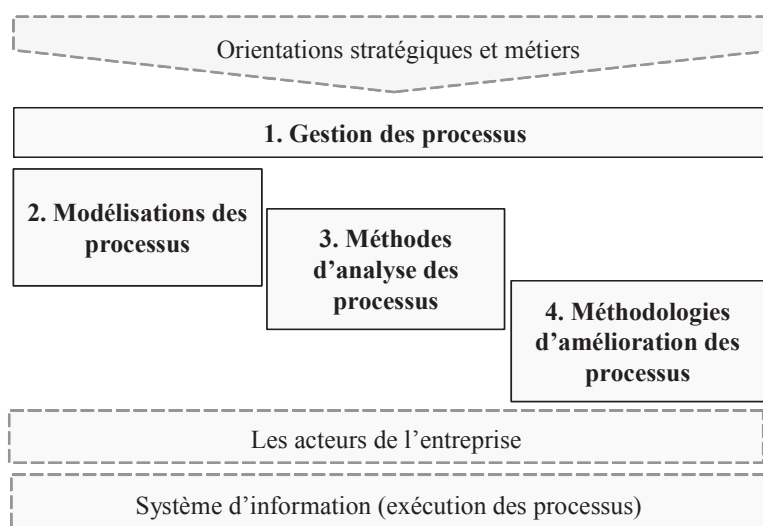 Orientations stratégiques et métiers
1. Gestion des processus
2. Modélisations des
processus
3. Méthodes
d’analyse des
processus
4. Méthodologies
d’amélioration des
processus
Les acteurs de l’entreprise
Système d’information (exécution des processus)